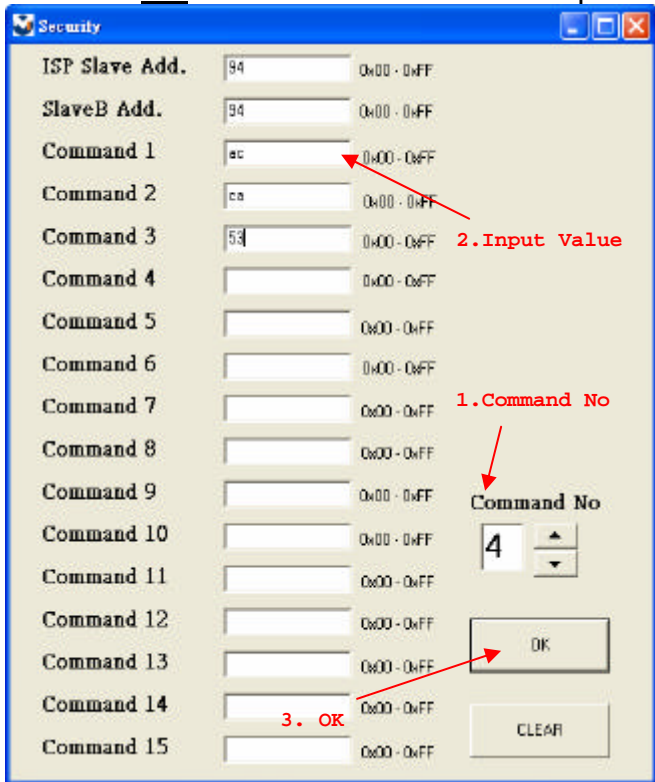 Security
ISP Slave Add. 94 0x00 - 0xFF
SlaveB Add. 94 0x00 - 0xFF
Command 1 ac 0x00 - 0xFF
Command 2 ca 0x00 - 0xFF
Command 3 53 0x00 - 0xFF 2.Input Value
Command 4 0x00 - 0xFF
Command 5 0x00 - 0xFF
Command 6 0x00 - 0xFF
Command 7 0x00 - 0xFF 1.Command No
Command 8 0x00 - 0xFF
Command 9 0x00 - 0xFF Command No
Command 10 0x00 - 0xFF 4
Command 11 0x00 - 0xFF
Command 12 0x00 - 0xFF
OK
Command 13 0x00 - 0xFF
Command 14 3. OK 0x00 - 0xFF
CLEAR
Command 15 0x00 - 0xFF